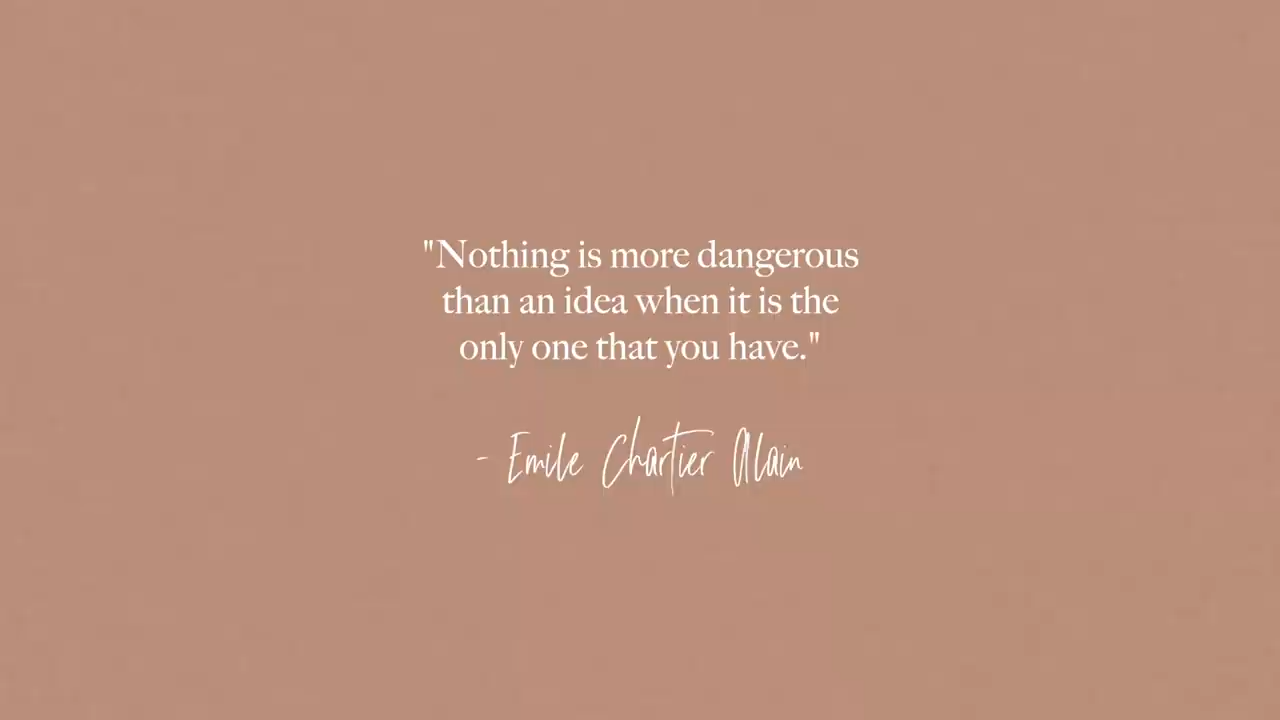 "Nothing is more dangerous
than an idea when it is the
only one that you have."
- Emile Chartier Alain